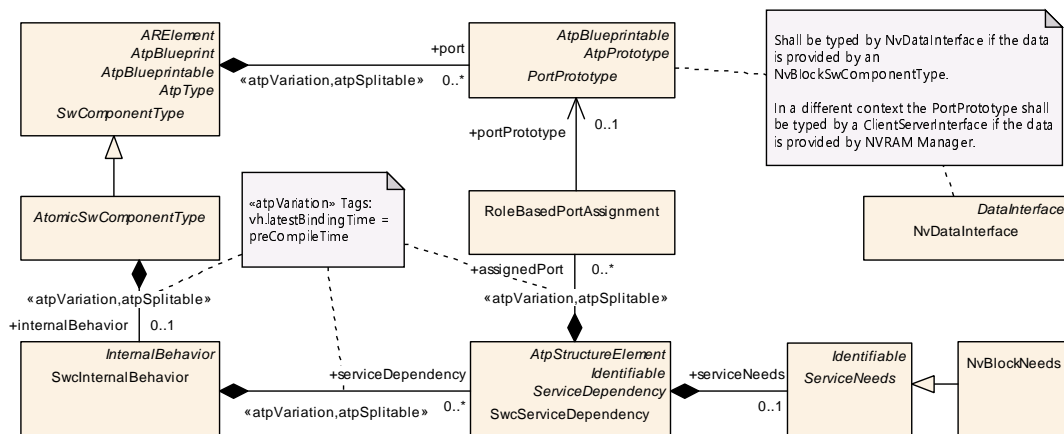 ARElement
AtpBlueprint
AtpBlueprintable
AtpType
SwComponentType
+port
«atpVariation,atpSplitable»
0..*
AtpBlueprintable
AtpPrototype
PortPrototype
Shall be typed by NvDataInterface if the data
is provided by an
NvBlockSwComponentType.
In a different context the PortPrototype shall
be typed by a ClientServerInterface if the data
is provided by NVRAM Manager.
+portPrototype
0..1
AtomicSwComponentType
«atpVariation» Tags:
vh.latestBindingTime =
preCompileTime
RoleBasedPortAssignment
DataInterface
NvDataInterface
+assignedPort
0..*
«atpVariation,atpSplitable»
«atpVariation,atpSplitable»
+internalBehavior
0..1
InternalBehavior
SwcInternalBehavior
+serviceDependency
«atpVariation,atpSplitable»
0..*
AtpStructureElement
Identifiable
ServiceDependency
SwcServiceDependency
+serviceNeeds
0..1
Identifiable
ServiceNeeds
NvBlockNeeds